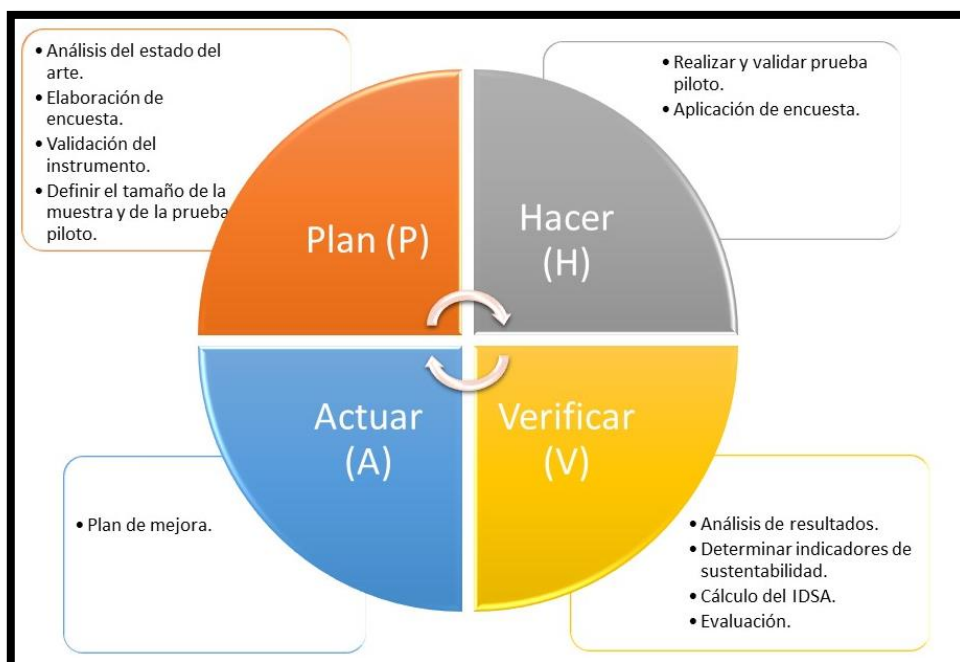 • Análisis del estado del
arte.
• Elaboración de
encuesta.
• Validación del
instrumento.
• Definir el tamaño de la
muestra y de la prueba
piloto.
Plan (P)
• Realizar y validar prueba
piloto.
• Aplicación de encuesta.
Hacer
(H)
Actuar
(A)
• Plan de mejora.
Verificar
(V)
• Análisis de resultados.
• Determinar indicadores de
sustentabilidad.
• Cálculo del IDSA.
• Evaluación.